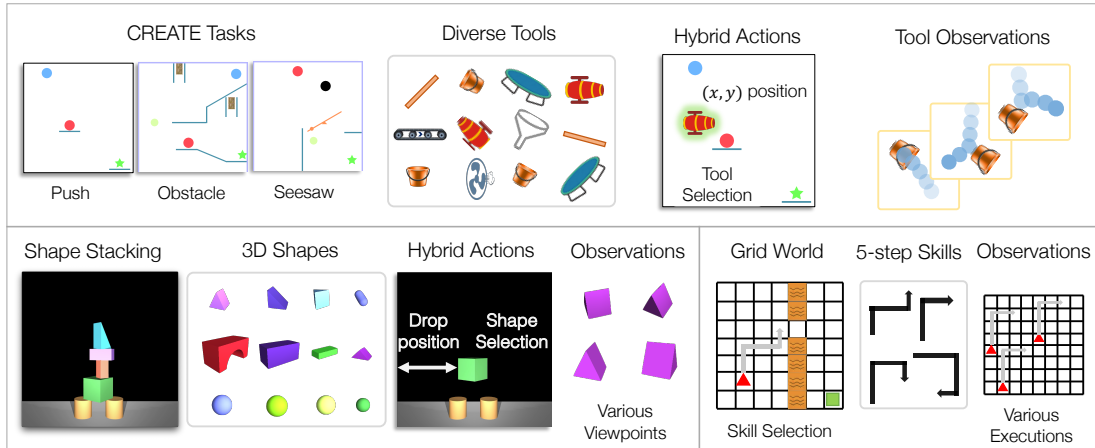 CREATE Tasks
Diverse Tools
Hybrid Actions
Tool Observations
(x, y) position
Tool
Selection
Push
Obstacle
Seesaw
Shape Stacking
3D Shapes
Hybrid Actions
Observations
Drop
position
Shape
Selection
Various
Viewpoints
Grid World
5-step Skills
Observations
Skill Selection
Various
Executions